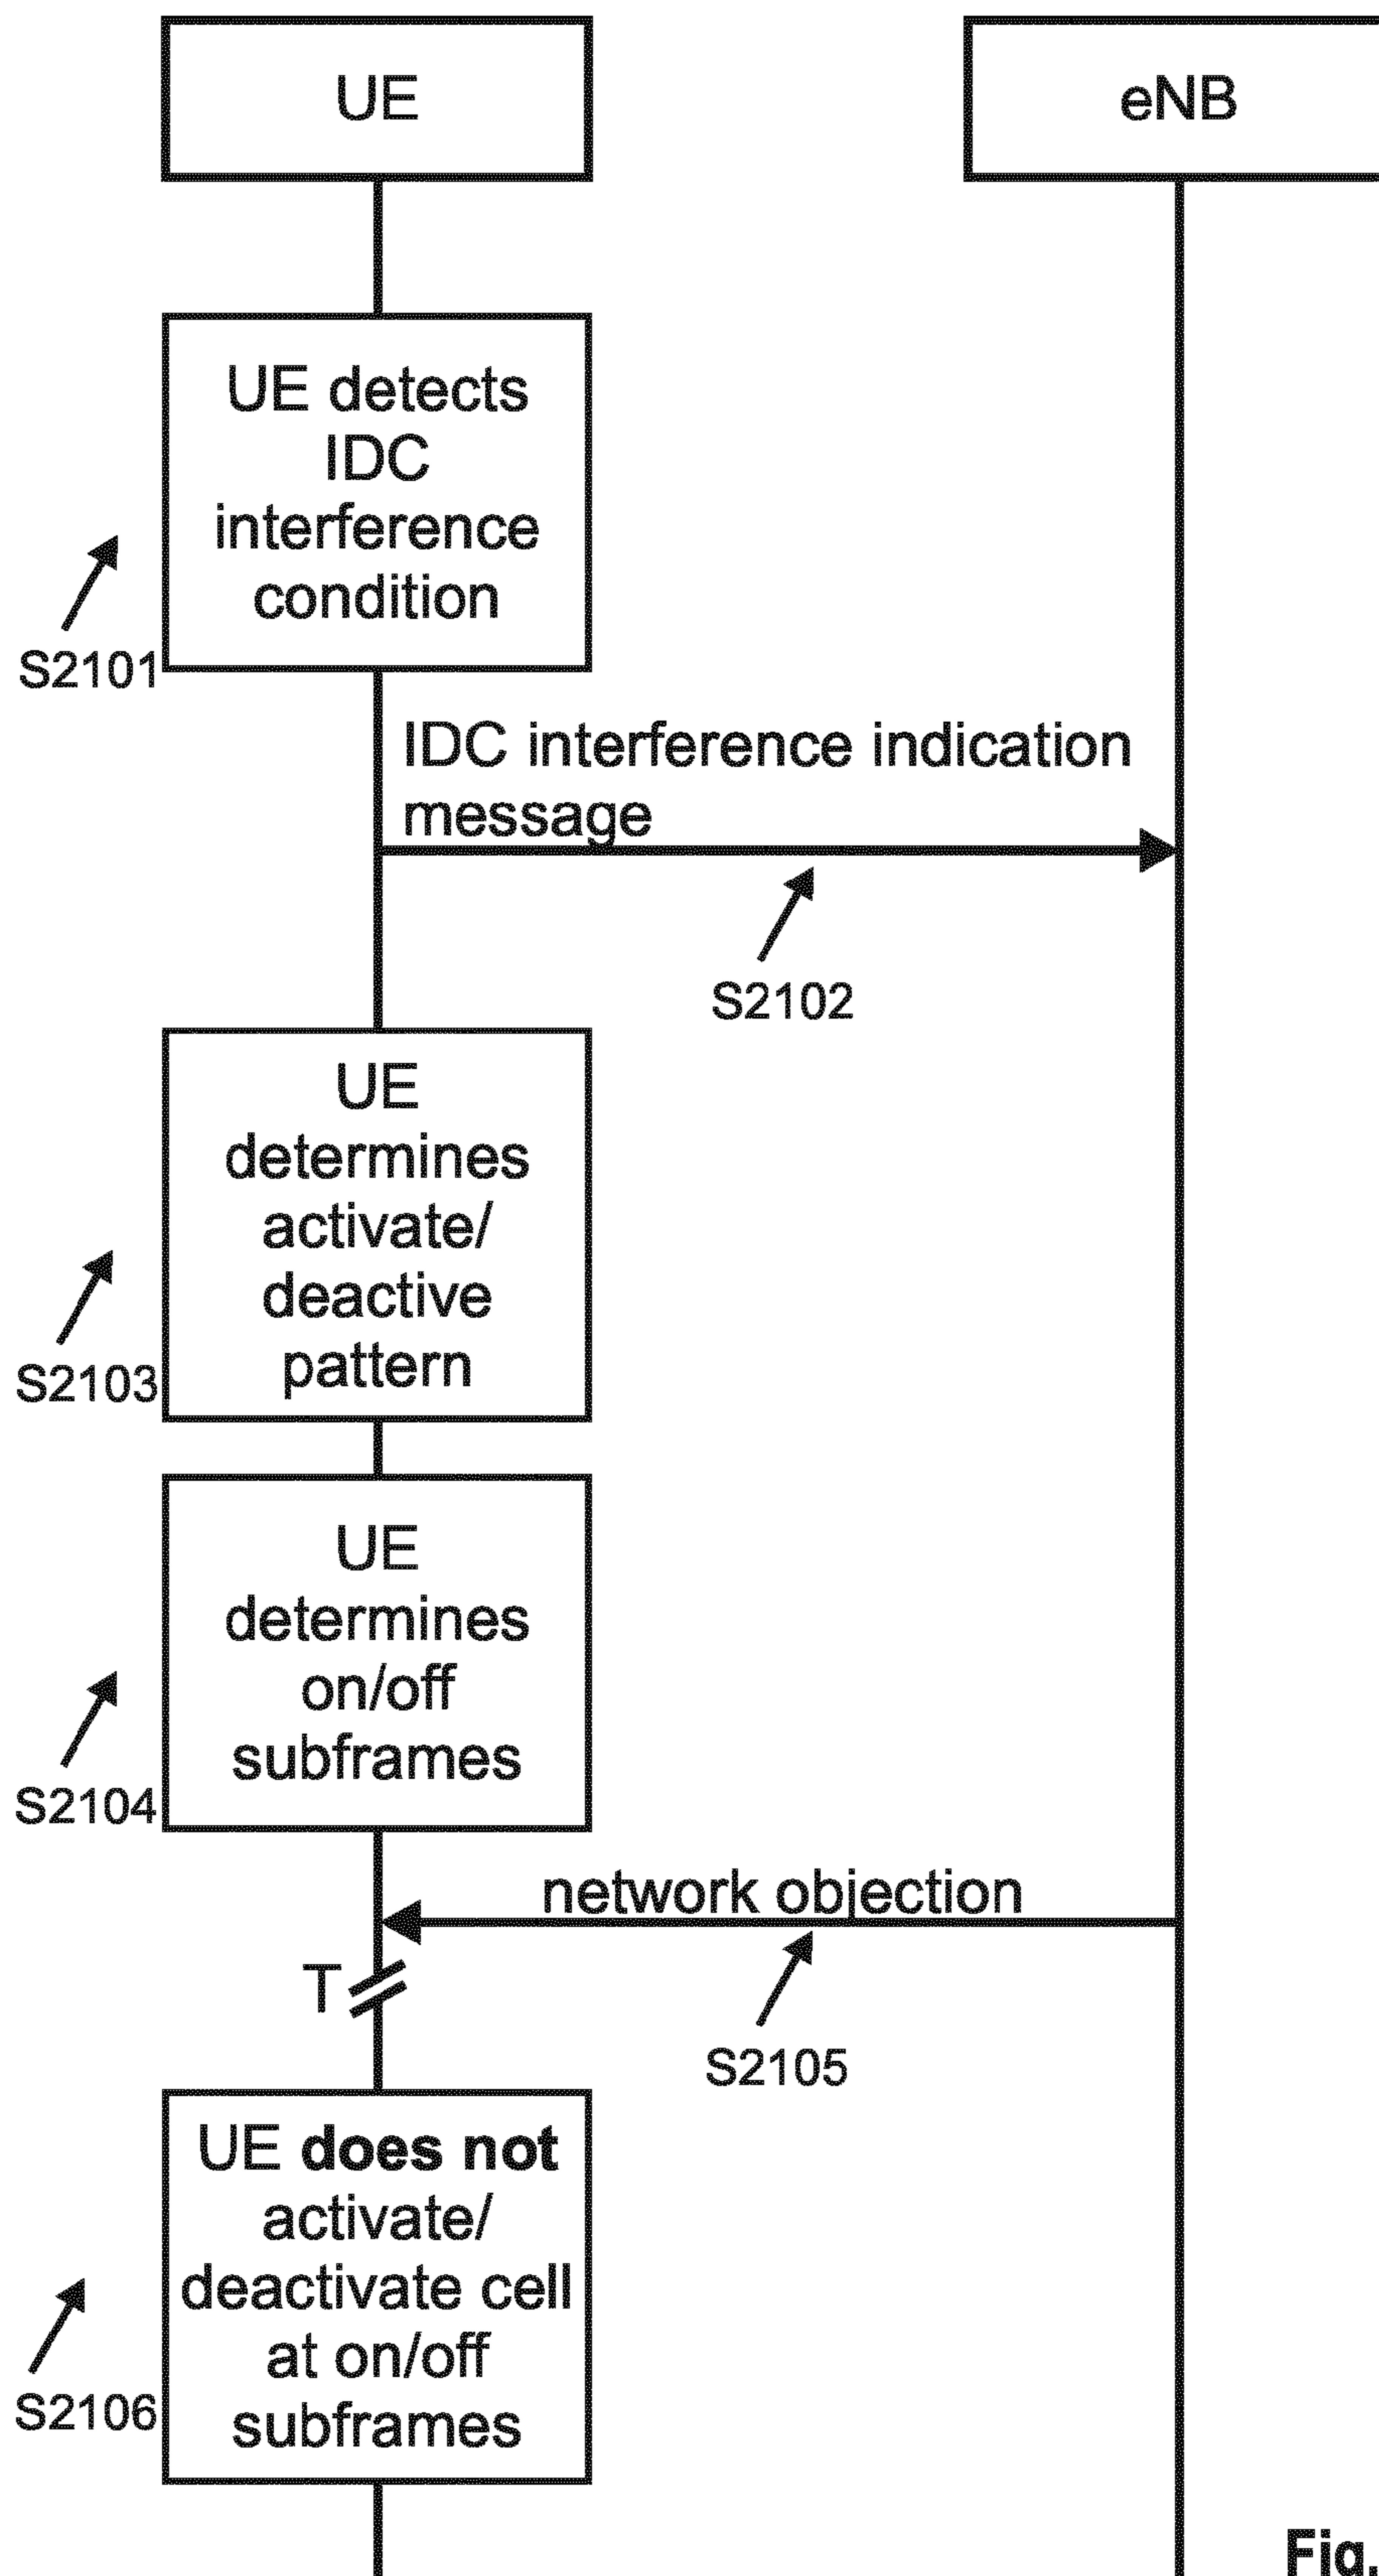 UE
eNB
UE detects
IDC
interference
condition
S2101
IDC interference indication
message
S2102
UE
determines
activate/
deactive
pattern
S2103
UE
determines
on/off
subframes
S2104
network objection
T
S2105
UE does not
activate/
deactivate cell
at on/off
subframes
S2106
Fig.